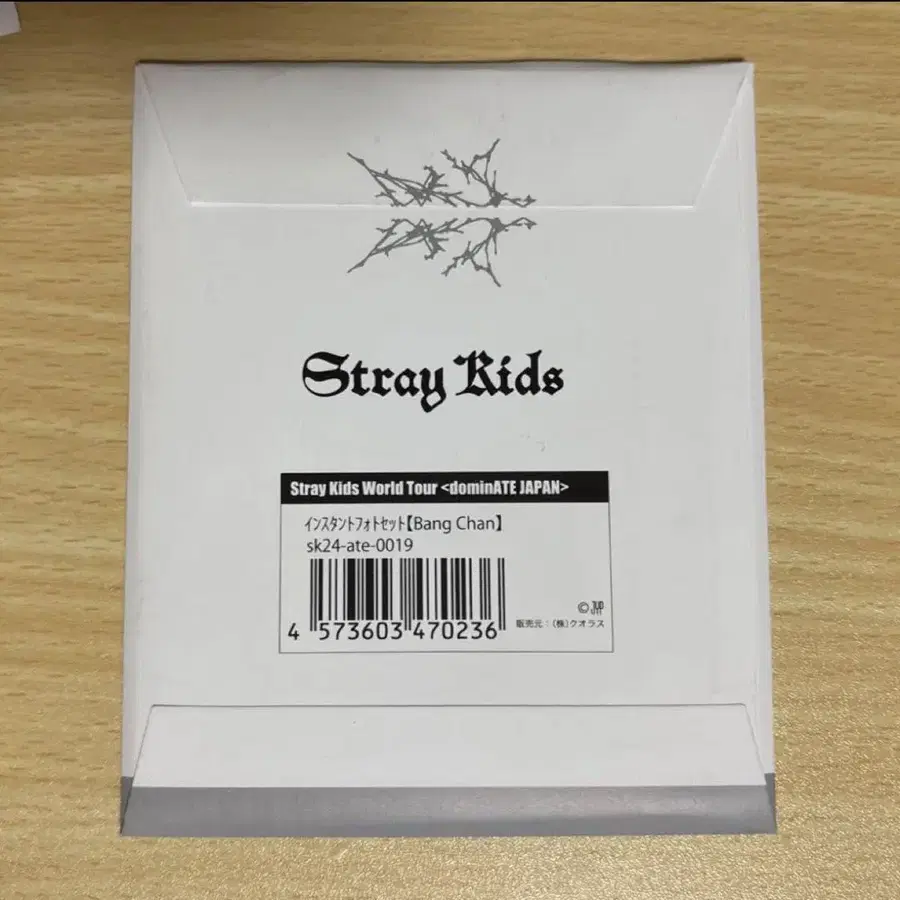 Stray Kids
Stray Kids World Tour <dominATE JAPAN>
ｲﾝｽﾀﾝﾄﾌｫﾄｾｯﾄ【Bang Chan】
sk24-ate-0019
4 573603 470236
©
販売元：(株)クオラス